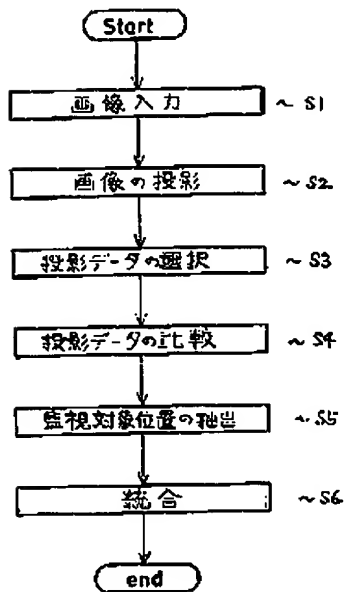 Start
画像入力 ~S1
画像の投影 ~S2
投影データの選択 ~S3
投影データの比較 ~S4
監視対象位置の抽出 ~S5
統合 ~S6
end